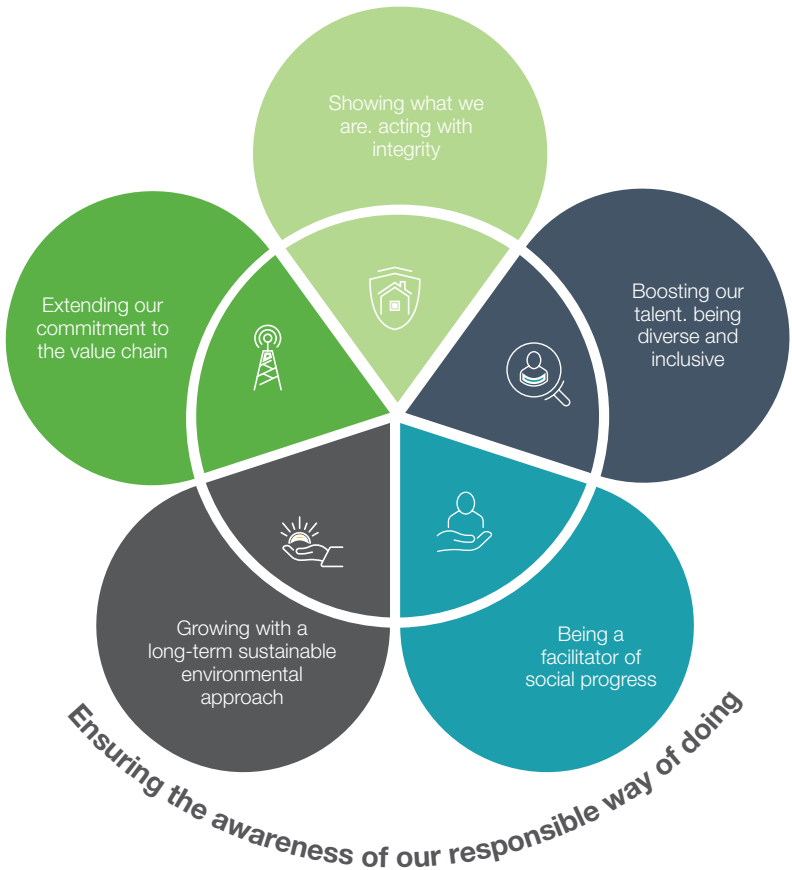 Showing what we
are. acting with
integrity
Boosting our
talent. being
diverse and
inclusive
Being a
facilitator of
social progress
Growing with a
long-term sustainable
environmental
approach
Extending our
commitment to
the value chain
Ensuring the awareness of our responsible way of doing